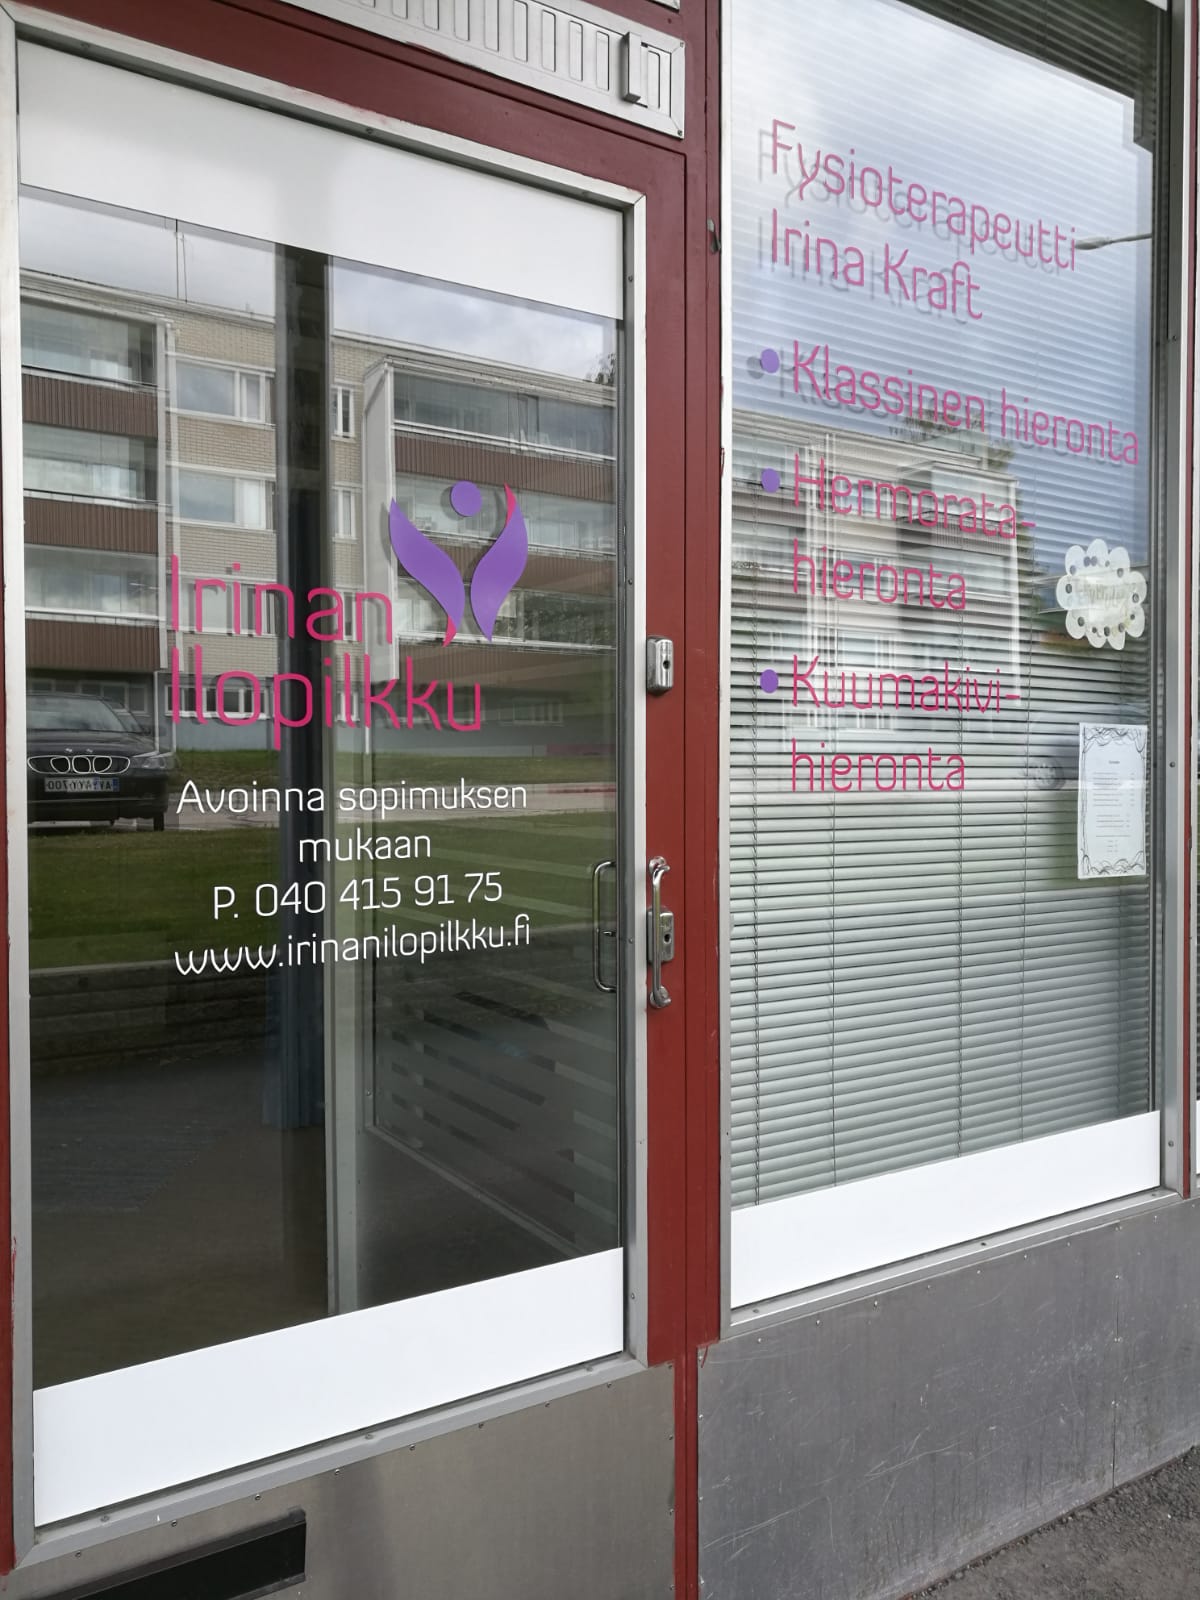 Irinan
Ilopilkku
Avoinna sopimuksen
mukaan
P. 040 415 91 75
www.irinanilopilkku.fi
Fysioterapeutti
Irina Kraft
• Klassinen hieronta
• Hermorata-
hieronta
• Kuumakivi-
hieronta